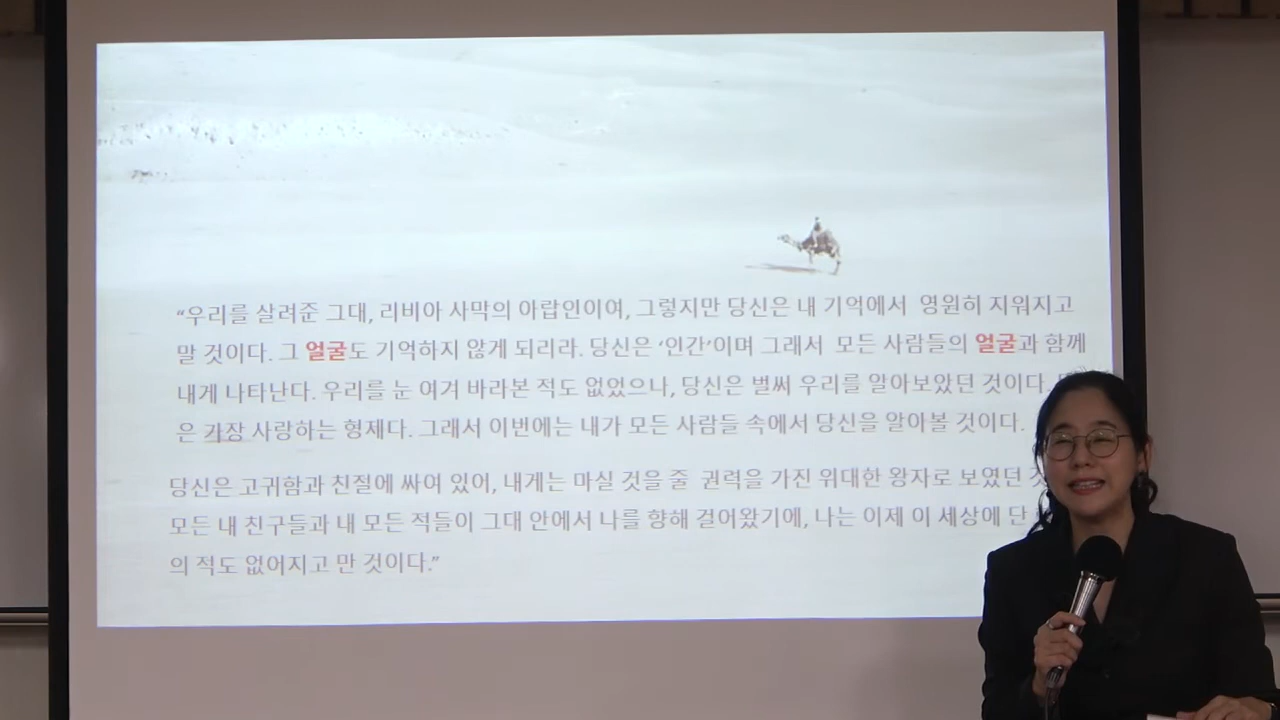 “우리를 살려준 그대, 리비아 사막의 아랍인이여, 그렇지만 당신은 내 기억에서 영원히 지워지고
말 것이다. 그 얼굴도 기억하지 않게 되리라. 당신은 ‘인간’이며 그래서 모든 사람들의 얼굴과 함께
내게 나타난다. 우리를 눈 여겨 바라본 적도 없었으나, 당신은 벌써 우리를 알아보았던 것이다.
은 가장 사랑하는 형제다. 그래서 이번에는 내가 모든 사람들 속에서 당신을 알아볼 것이다.
당신은 고귀함과 친절에 싸여 있어, 내게는 마실 것을 줄 권력을 가진 위대한 왕자로 보였던
모든 내 친구들과 내 모든 적들이 그대 안에서 나를 향해 걸어왔기에, 나는 이제 이 세상에 단
의 적도 없어지고 만 것이다.”